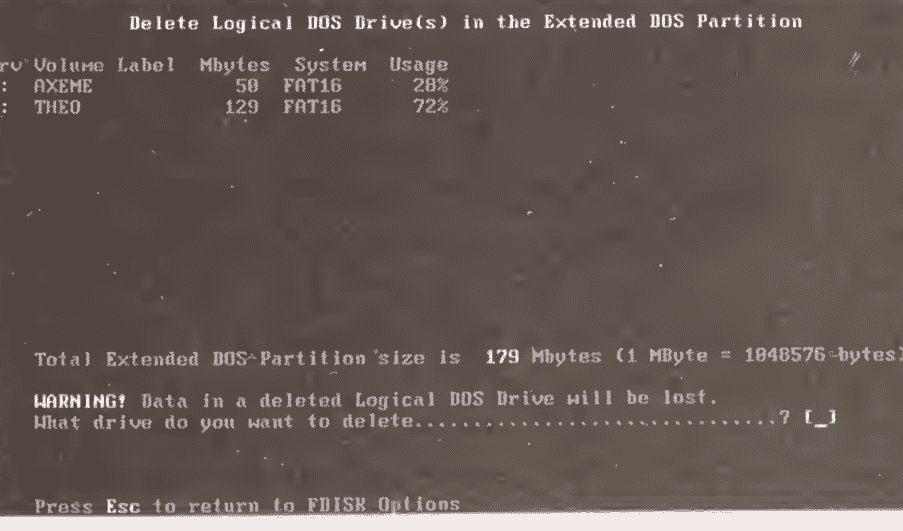 Delete Logical DOS Drive(s) in the Extended DOS Partition
rv Volume Label Mbytes System Usage
: AXEME 50 FAT16 28%
: THEO 129 FAT16 72%
Total Extended DOS Partition size is 179 Mbytes (1 MByte = 1048576 bytes)
WARNING! Data in a deleted Logical DOS Drive will be lost.
What drive do you want to delete...............................? [_]
Press Esc to return to FDISK Options